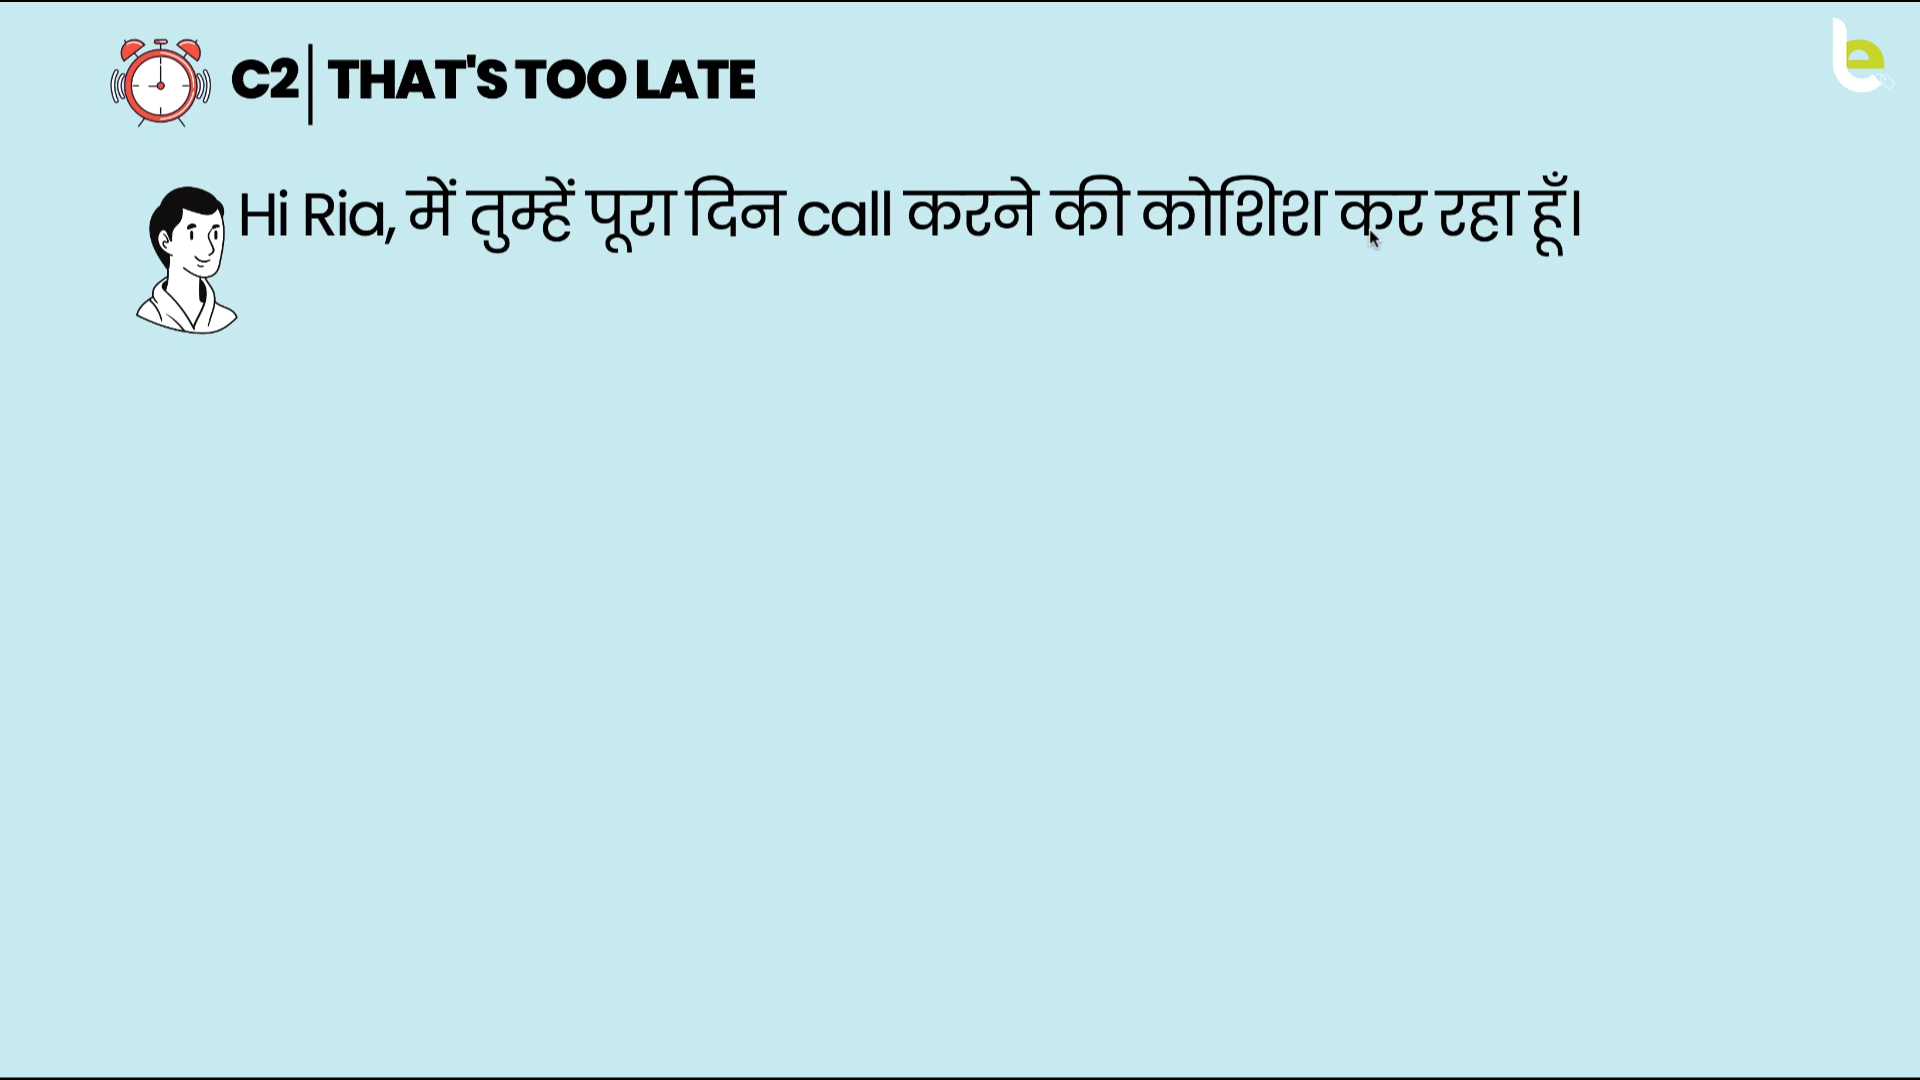 C2 | THAT'S TOO LATE
Hi Ria, में तुम्हें पूरा दिन call करने की कोशिश कर रहा हूँ।